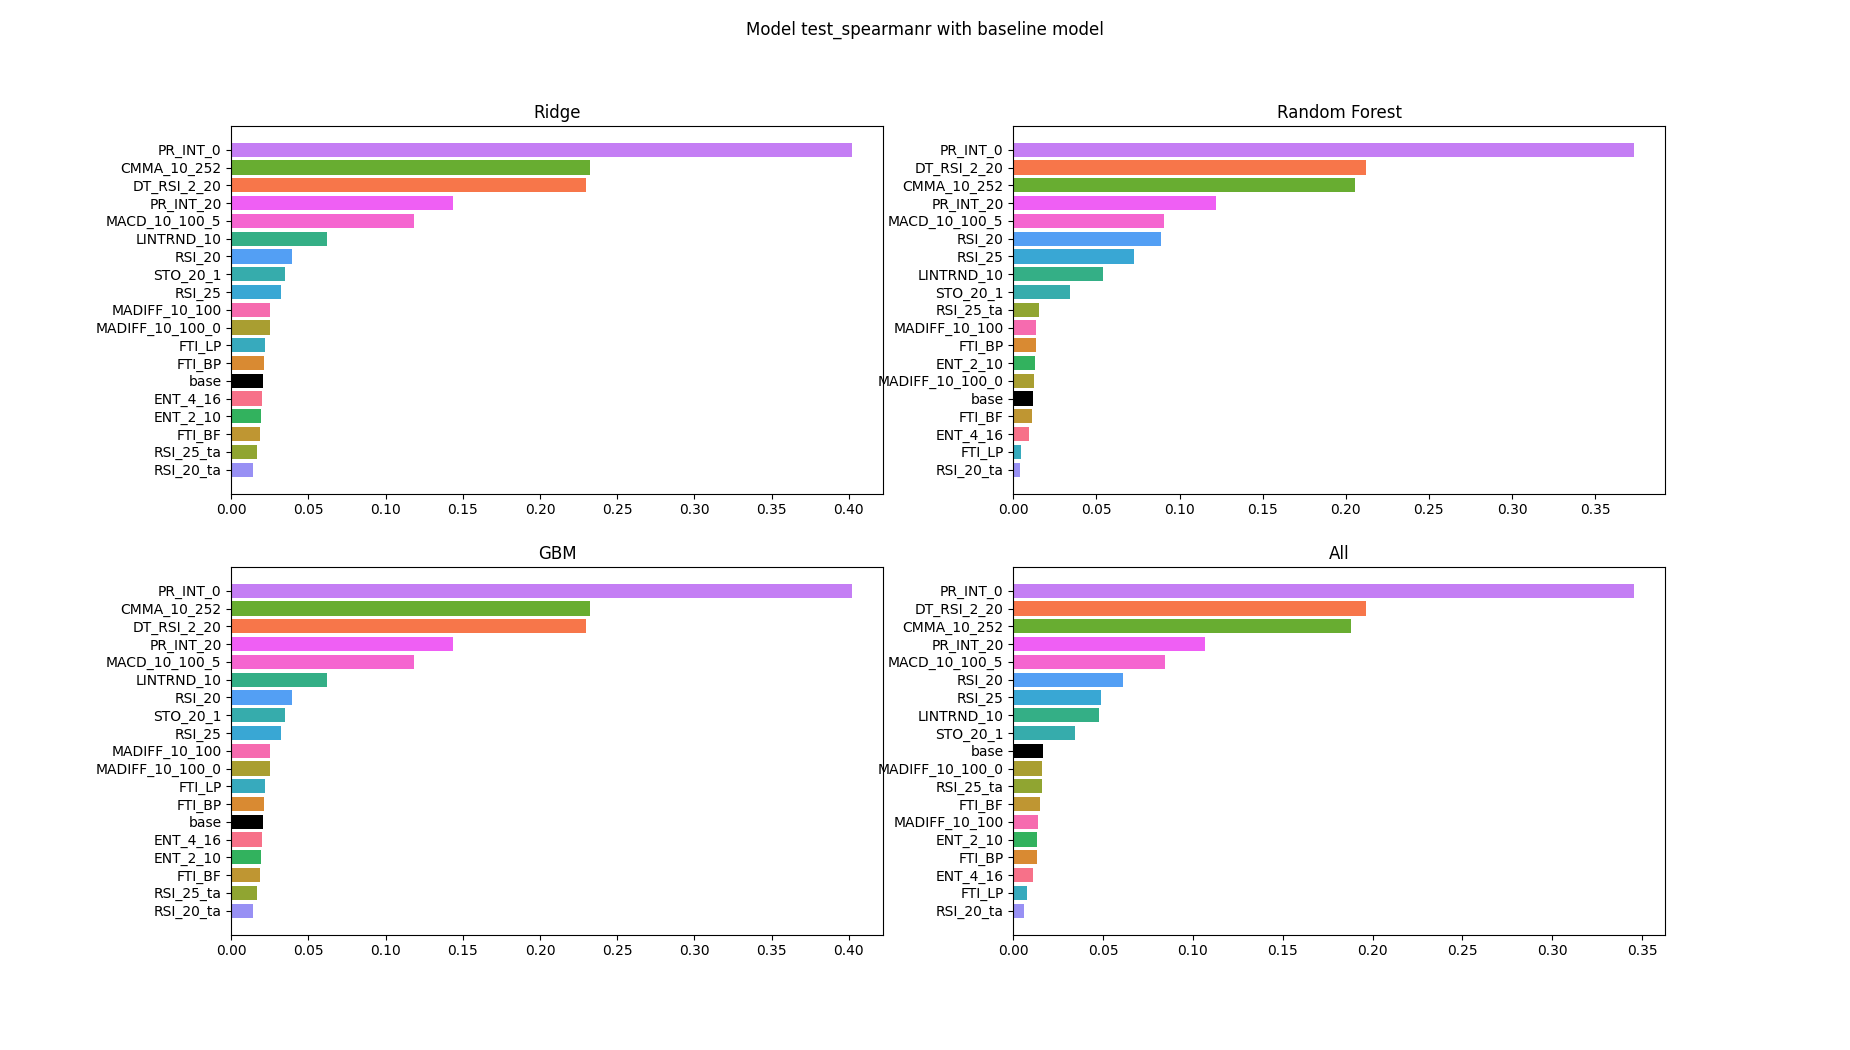 Model test_spearmanr with baseline model
Ridge
PR_INT_0
CMMA_10_252
DT_RSI_2_20
PR_INT_20
MACD_10_100_5
LINTRND_10
RSI_20
STO_20_1
RSI_25
MADIFF_10_100
MADIFF_10_100_0
FTI_LP
FTI_BP
base
ENT_4_16
ENT_2_10
FTI_BF
RSI_25_ta
RSI_20_ta
0.00 0.05 0.10 0.15 0.20 0.25 0.30 0.35 0.40
Random Forest
PR_INT_0
DT_RSI_2_20
CMMA_10_252
PR_INT_20
MACD_10_100_5
RSI_20
RSI_25
LINTRND_10
STO_20_1
RSI_25_ta
MADIFF_10_100
FTI_BP
ENT_2_10
MADIFF_10_100_0
base
FTI_BF
ENT_4_16
FTI_LP
RSI_20_ta
0.00 0.05 0.10 0.15 0.20 0.25 0.30 0.35
GBM
PR_INT_0
CMMA_10_252
DT_RSI_2_20
PR_INT_20
MACD_10_100_5
LINTRND_10
RSI_20
STO_20_1
RSI_25
MADIFF_10_100
MADIFF_10_100_0
FTI_LP
FTI_BP
base
ENT_4_16
ENT_2_10
FTI_BF
RSI_25_ta
RSI_20_ta
0.00 0.05 0.10 0.15 0.20 0.25 0.30 0.35 0.40
All
PR_INT_0
DT_RSI_2_20
CMMA_10_252
PR_INT_20
MACD_10_100_5
RSI_20
RSI_25
LINTRND_10
STO_20_1
base
MADIFF_10_100_0
RSI_25_ta
FTI_BF
MADIFF_10_100
ENT_2_10
FTI_BP
ENT_4_16
FTI_LP
RSI_20_ta
0.00 0.05 0.10 0.15 0.20 0.25 0.30 0.35